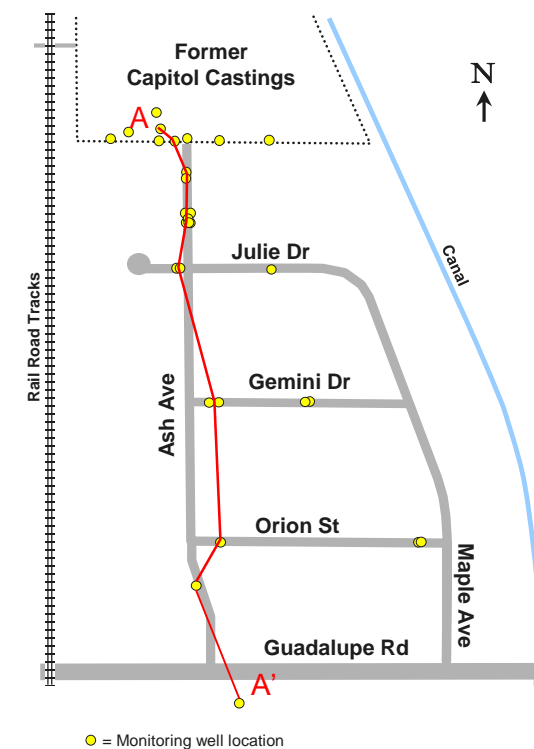 Former
Capitol Castings
A
N
Julie Dr
Canal
Rail Road Tracks
Gemini Dr
Ash Ave
Orion St
Maple Ave
Guadalupe Rd
A'
= Monitoring well location